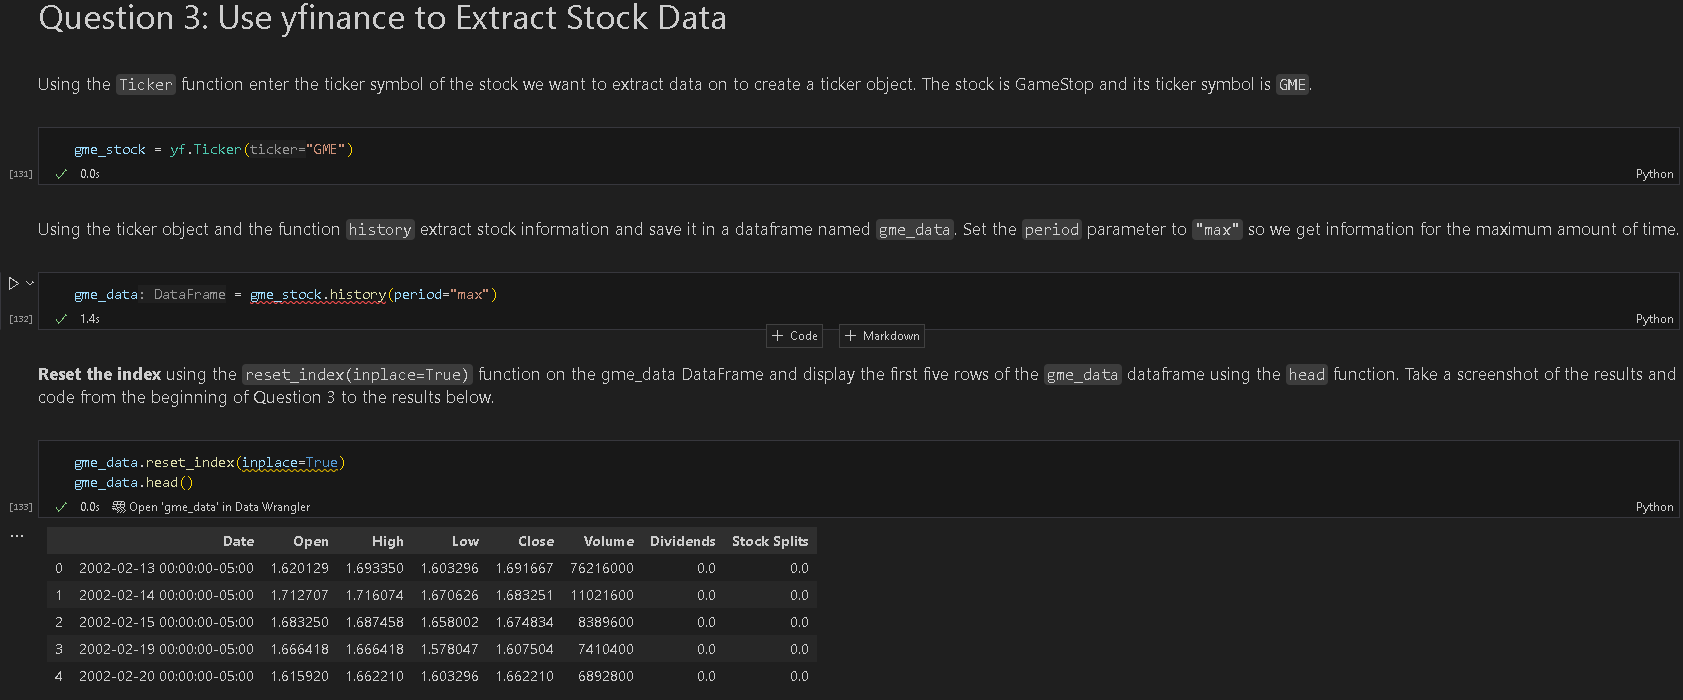 Question 3: Use yfinance to Extract Stock Data
Using the Ticker function enter the ticker symbol of the stock we want to extract data on to create a ticker object. The stock is GameStop and its ticker symbol is GME.
gme_stock = yf.Ticker(ticker="GME")
[131] 0.0s Python
Using the ticker object and the function history extract stock information and save it in a dataframe named gme_data. Set the period parameter to "max" so we get information for the maximum amount of time.
gme_data: DataFrame = gme_stock.history(period="max")
[132] 1.4s Python
+ Code + Markdown
Reset the index using the reset_index(inplace=True) function on the gme_data DataFrame and display the first five rows of the gme_data dataframe using the head function. Take a screenshot of the results and
code from the beginning of Question 3 to the results below.
gme_data.reset_index(inplace=True)
gme_data.head()
[133] 0.0s Open 'gme_data' in Data Wrangler Python
...
Date Open High Low Close Volume Dividends Stock Splits
0 2002-02-13 00:00:00-05:00 1.620129 1.693350 1.603296 1.691667 76216000 0.0 0.0
1 2002-02-14 00:00:00-05:00 1.712707 1.716074 1.670626 1.683251 11021600 0.0 0.0
2 2002-02-15 00:00:00-05:00 1.683250 1.687458 1.658002 1.674834 8389600 0.0 0.0
3 2002-02-19 00:00:00-05:00 1.666418 1.666418 1.578047 1.607504 7410400 0.0 0.0
4 2002-02-20 00:00:00-05:00 1.615920 1.662210 1.603296 1.662210 6892800 0.0 0.0